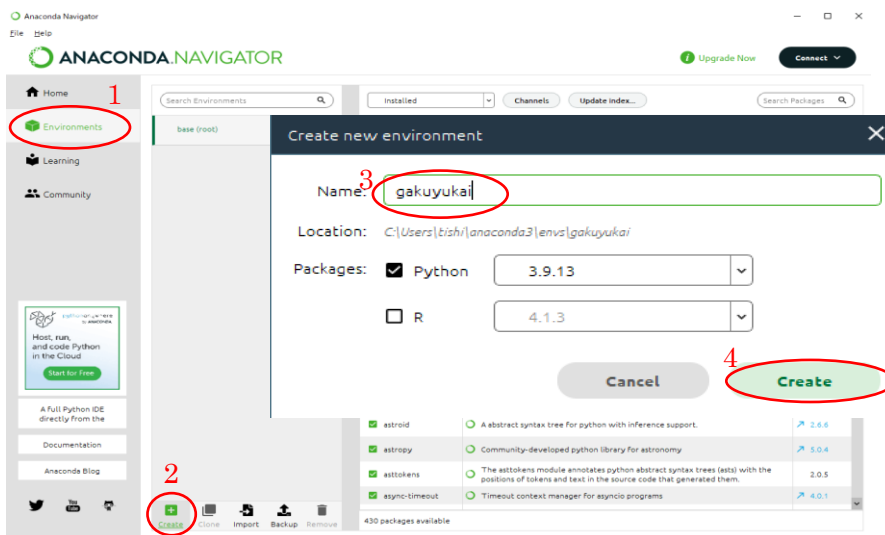 Anaconda Navigator
File Help
ANACONDA.NAVIGATOR
Upgrade Now
Connect
1
Home
Environments
Learning
Community
Search Environments
base (root)
Installed
Channels
Update index...
Search Packages
Create new environment
3
Name: gakuyukai
Location: C:\Users\tishi\anaconda3\envs\gakuyukai
Packages: Python 3.9.13
R 4.1.3
4
Cancel Create
by ANACONDA
Host, run,
and code Python
in the Cloud
Start for Free
A Full Python IDE
directly from the
Documentation
Anaconda Blog
You
Tube
astroid A abstract syntax tree for python with inference support. 2.6.6
astropy Community-developed python library for astronomy 5.0.4
asttokens The asttokens module annotates python abstract syntax trees (asts) with the
positions of tokens and text in the source code that generated them. 2.0.5
async-timeout Timeout context manager for asyncio programs 4.0.1
2
Create Clone Import Backup Remove
430 packages available